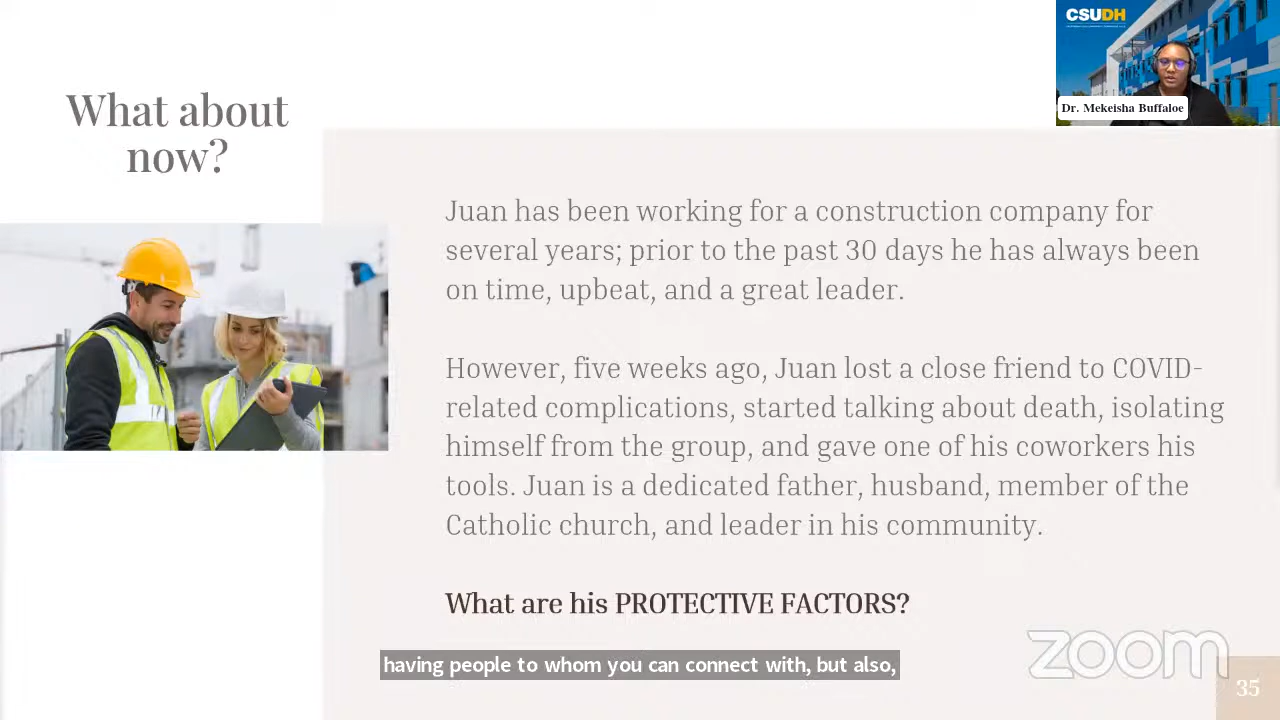 CSUDH
Dr. Mekeisha Buffaloe
What about
now?
Juan has been working for a construction company for
several years; prior to the past 30 days he has always been
on time, upbeat, and a great leader.
However, five weeks ago, Juan lost a close friend to COVID-
related complications, started talking about death, isolating
himself from the group, and gave one of his coworkers his
tools. Juan is a dedicated father, husband, member of the
Catholic church, and leader in his community.
What are his PROTECTIVE FACTORS?
having people to whom you can connect with, but also,
zoom
35